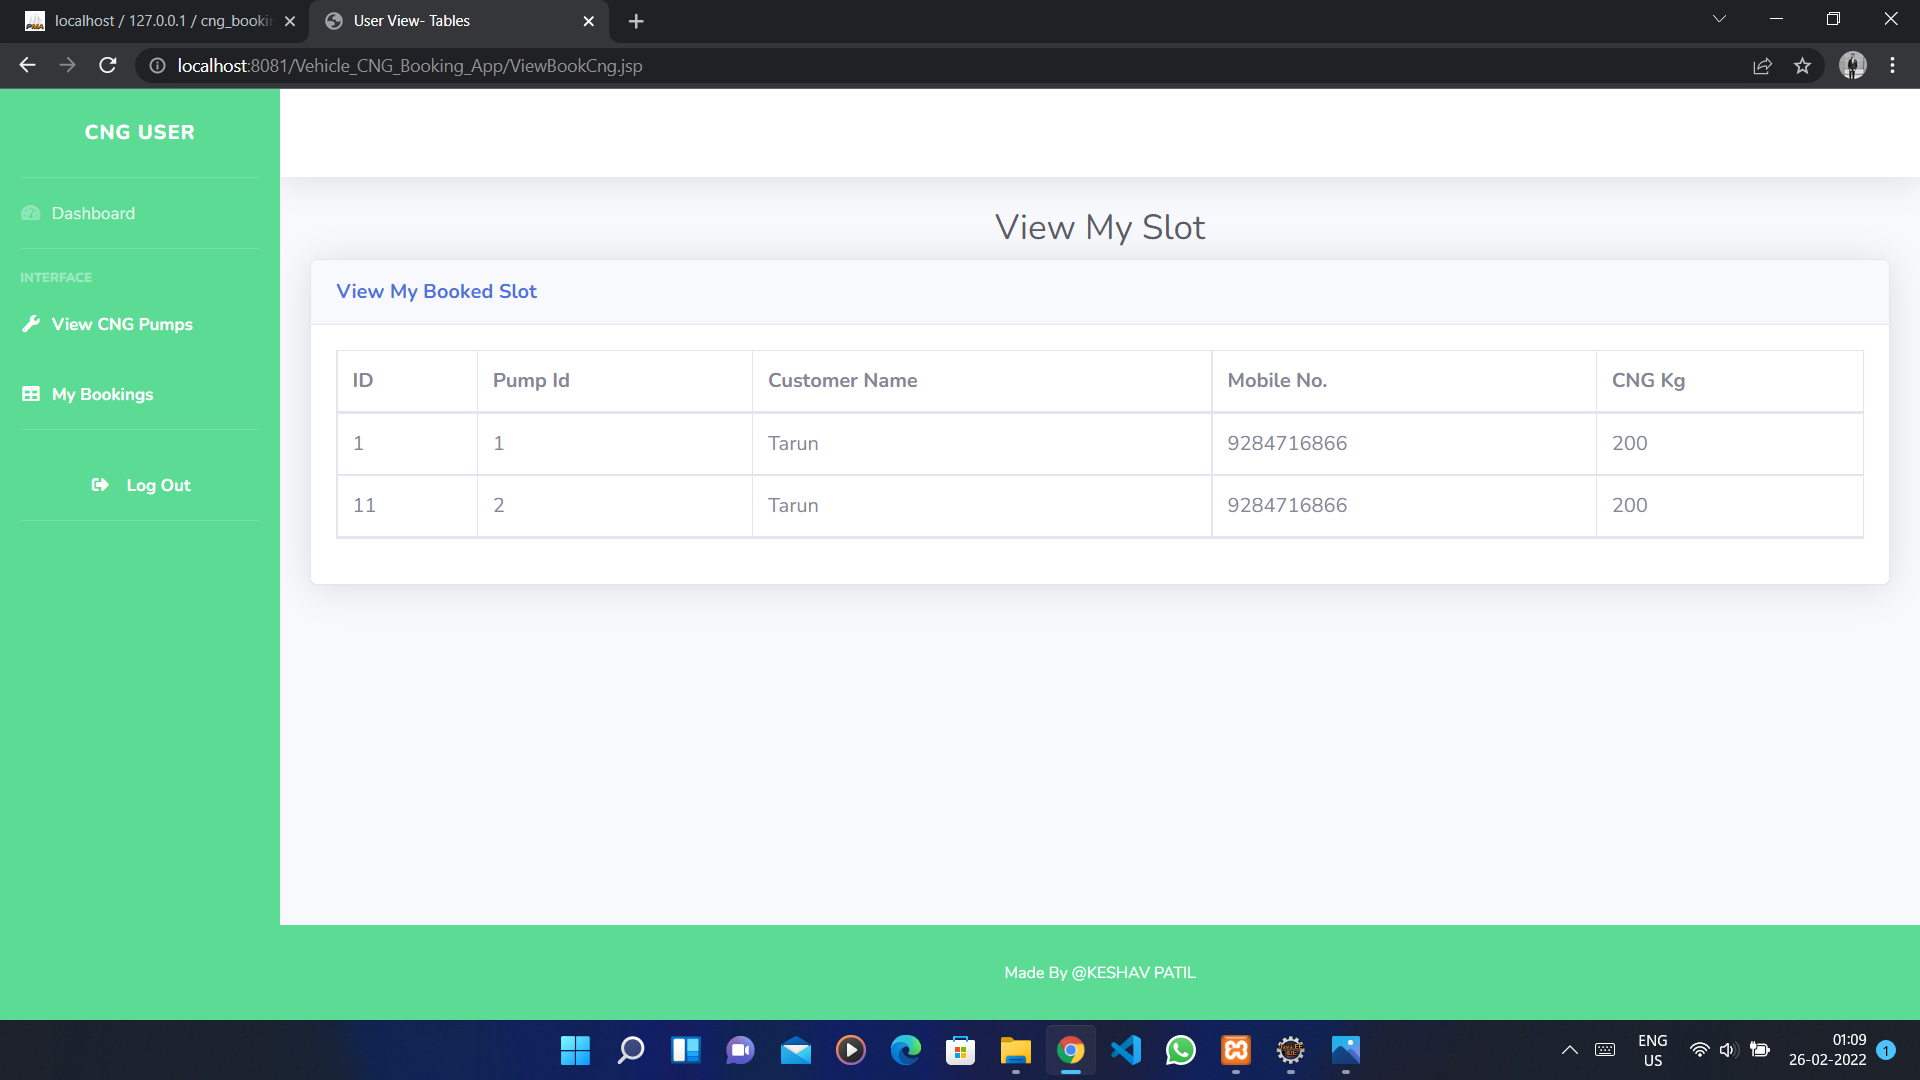 localhost / 127.0.0.1 / cng_bookin
User View- Tables
localhost:8081/Vehicle_CNG_Booking_App/ViewBookCng.jsp
CNG USER
Dashboard
INTERFACE
View CNG Pumps
My Bookings
Log Out
View My Slot
View My Booked Slot
ID Pump Id Customer Name Mobile No. CNG Kg
1 1 Tarun 9284716866 200
11 2 Tarun 9284716866 200
Made By @KESHAV PATIL
ENG
US
01:09
26-02-2022
1